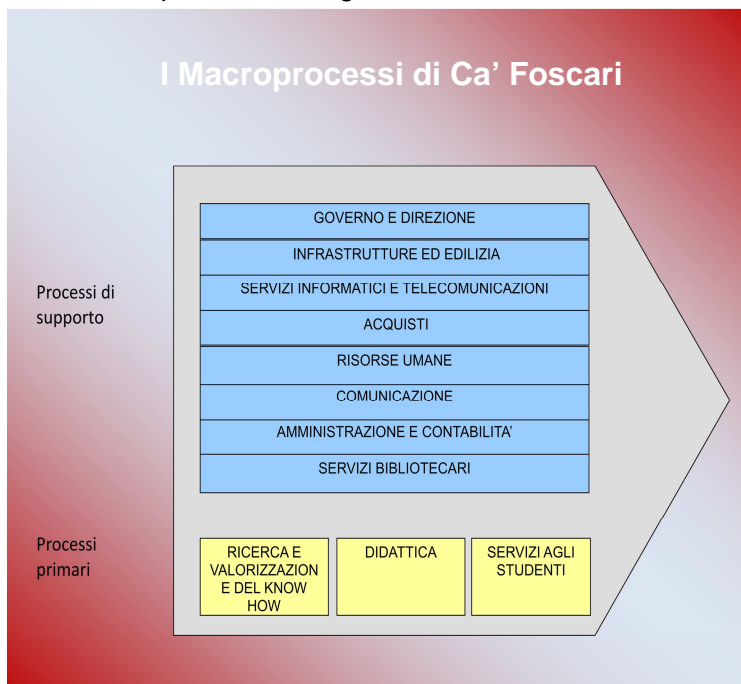 I Macroprocessi di Ca’ Foscari
Processi di
supporto
GOVERNO E DIREZIONE
INFRASTRUTTURE ED EDILIZIA
SERVIZI INFORMATICI E TELECOMUNICAZIONI
ACQUISTI
RISORSE UMANE
COMUNICAZIONE
AMMINISTRAZIONE E CONTABILITA’
SERVIZI BIBLIOTECARI
Processi
primari
RICERCA E
VALORIZZAZION
E DEL KNOW
HOW
DIDATTICA
SERVIZI AGLI
STUDENTI